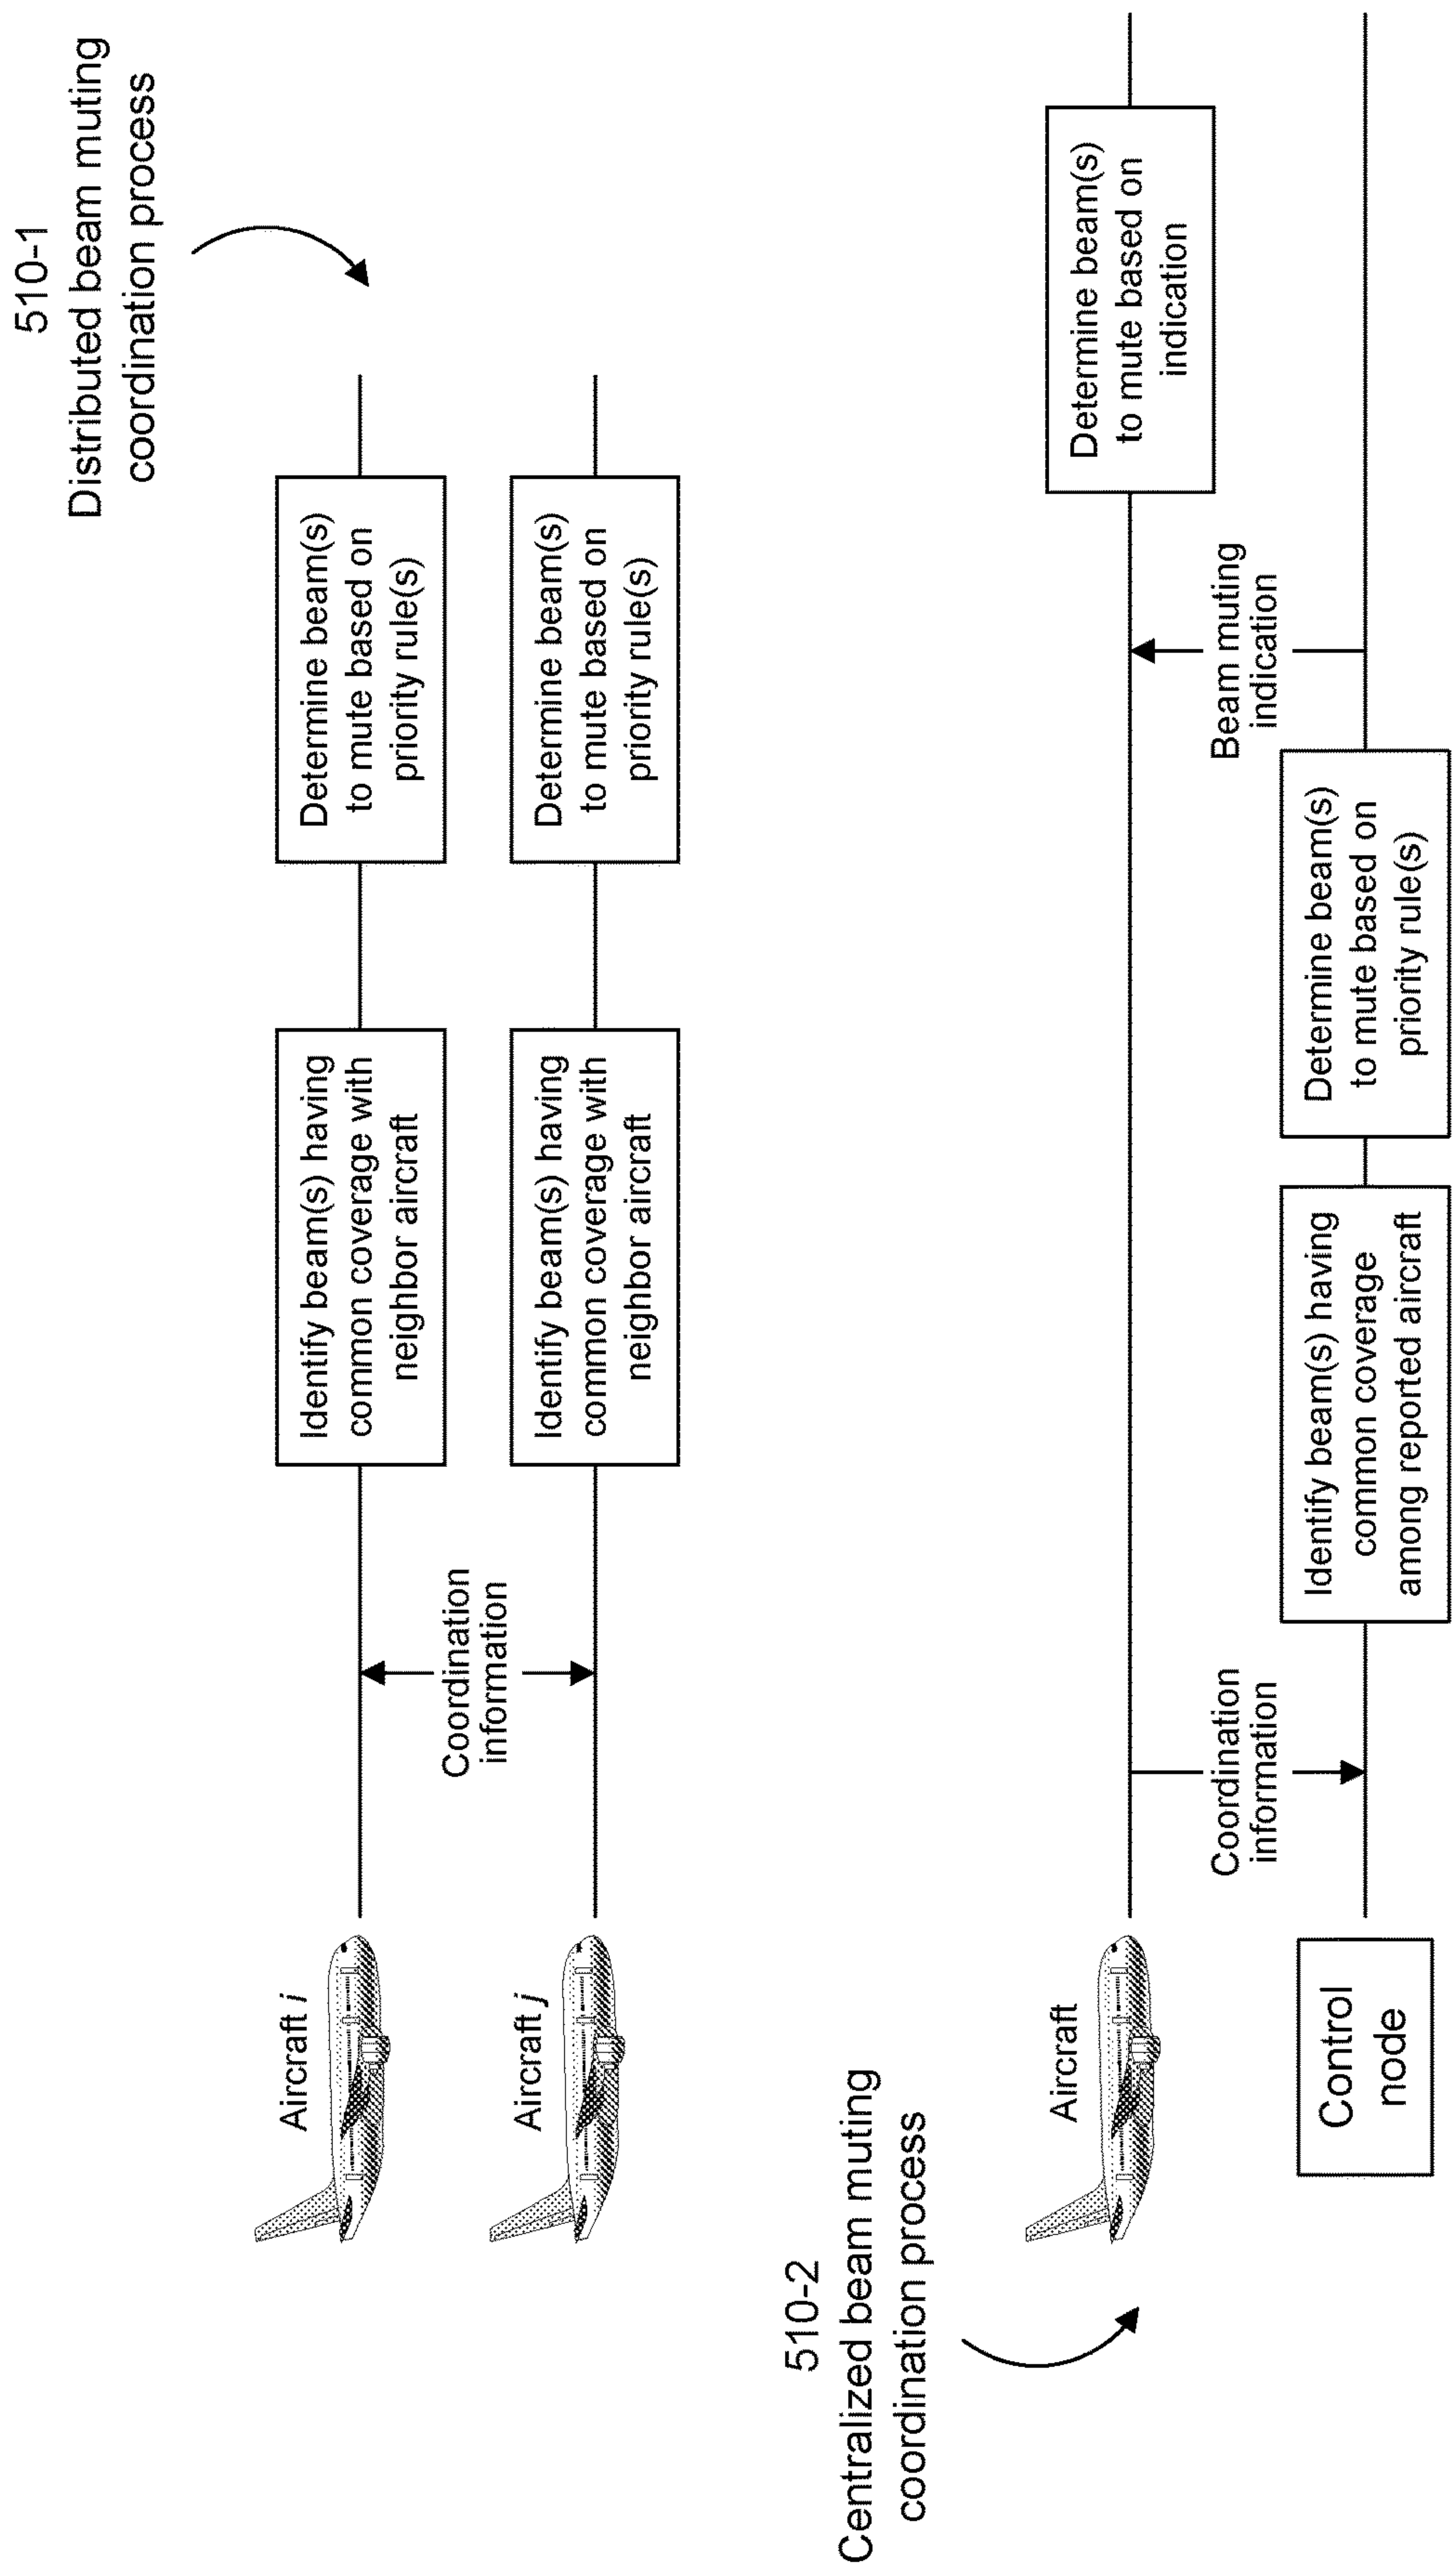 510-1
Distributed beam muting
coordination process
Aircraft i
Coordination
information
Identify beam(s) having
common coverage with
neighbor aircraft
Determine beam(s)
to mute based on
priority rule(s)
Aircraft j
Identify beam(s) having
common coverage with
neighbor aircraft
Determine beam(s)
to mute based on
priority rule(s)
510-2
Centralized beam muting
coordination process
Aircraft
Determine beam(s)
to mute based on
indication
Coordination
information
Beam muting
indication
Control
node
Identify beam(s) having
common coverage
among reported aircraft
Determine beam(s)
to mute based on
priority rule(s)